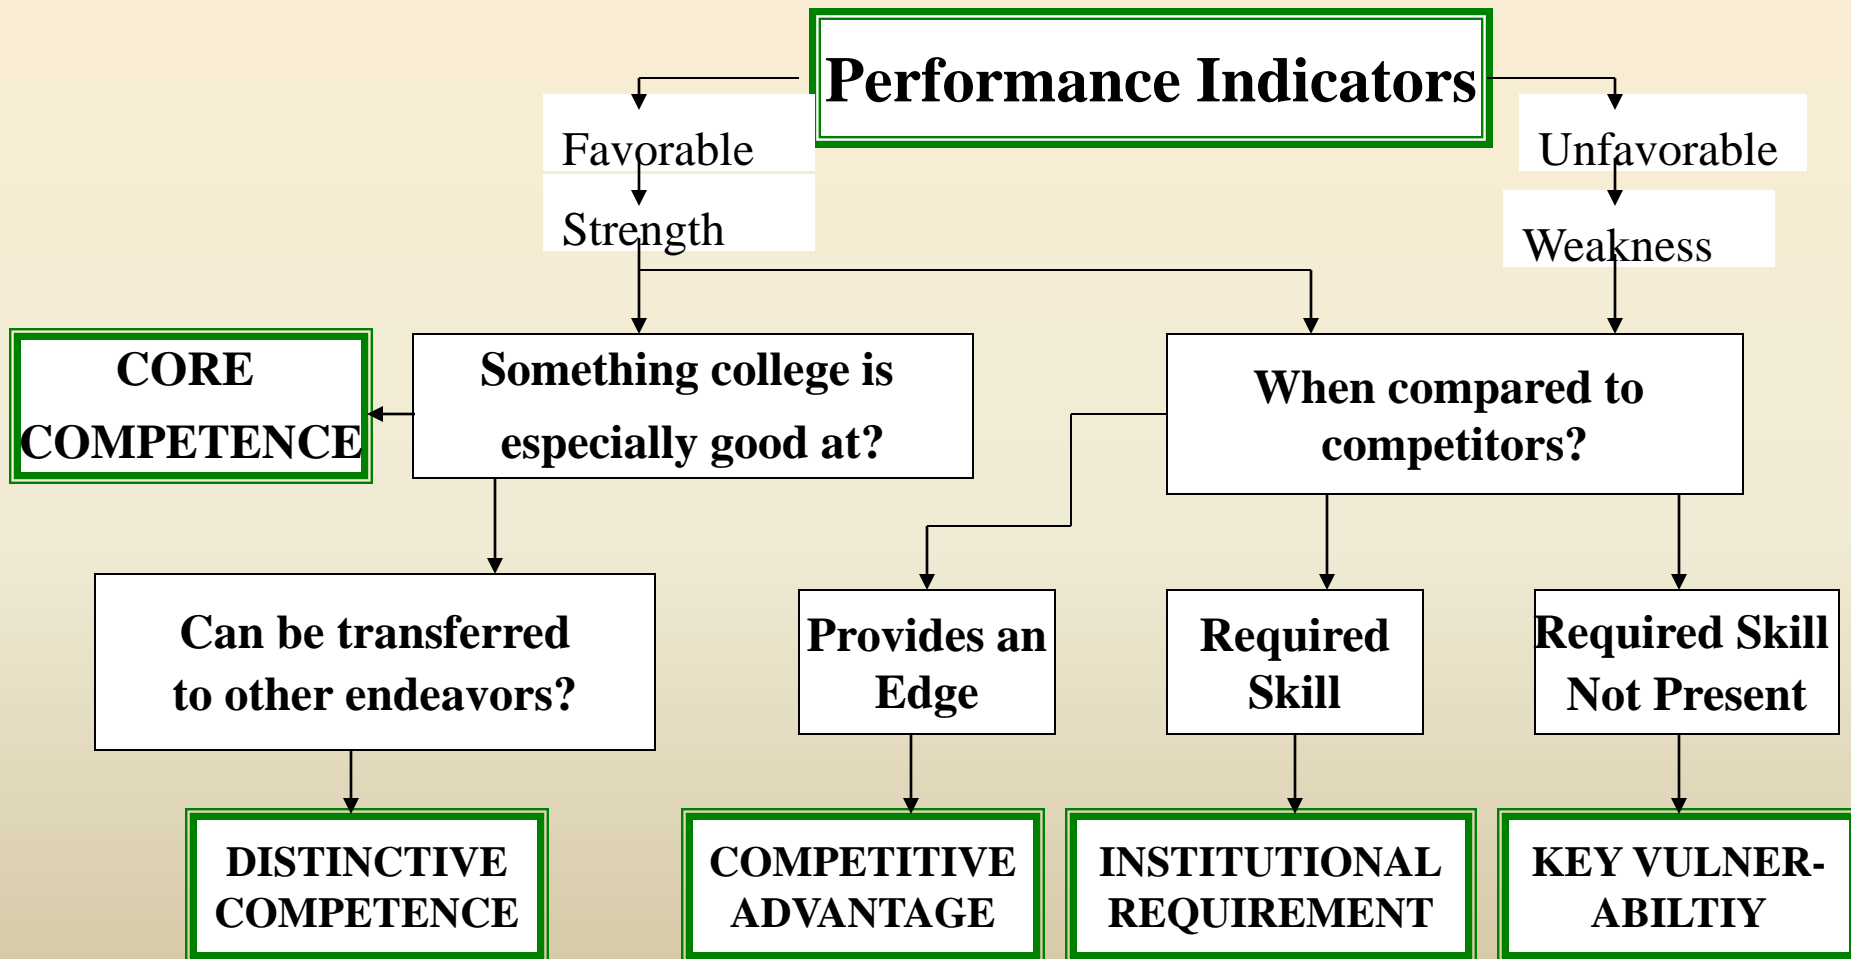 Performance Indicators
Favorable
Unfavorable
Strength
Weakness
CORE
COMPETENCE
Something college is
especially good at?
When compared to
competitors?
Can be transferred
to other endeavors?
Provides an
Edge
Required
Skill
Required Skill
Not Present
DISTINCTIVE
COMPETENCE
COMPETITIVE
ADVANTAGE
INSTITUTIONAL
REQUIREMENT
KEY VULNER-
ABILTIY